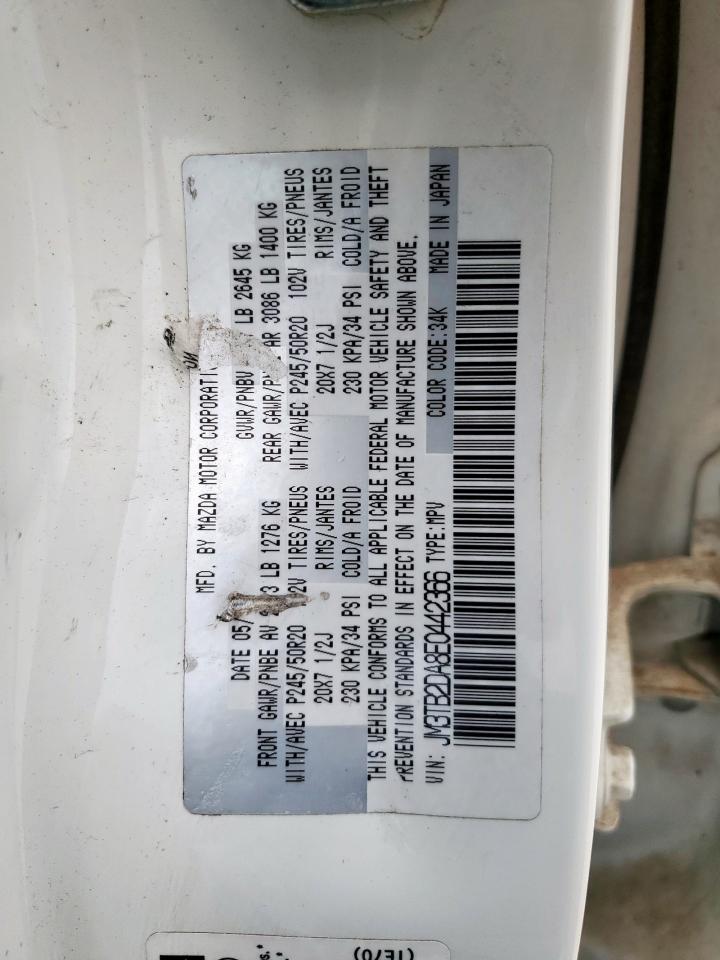 MFD. BY MAZDA MOTOR CORPORATI
DATE 05/ GVWR/PNBV LB 2645 KG
FRONT GAWR/PNBE AV 3 LB 1276 KG REAR GAWR/PN AR 3086 LB 1400 KG
WITH/AVEC P245/50R20 2V TIRES/PNEUS WITH/AVEC P245/50R20 102V TIRES/PNEUS
20X7 1/2J RIMS/JANTES 20X7 1/2J RIMS/JANTES
230 KPA/34 PSI COLD/A FROID 230 KPA/34 PSI COLD/A FROID
THIS VEHICLE CONFORMS TO ALL APPLICABLE FEDERAL MOTOR VEHICLE SAFETY AND THEFT
PREVENTION STANDARDS IN EFFECT ON THE DATE OF MANUFACTURE SHOWN ABOVE.
VIN: JM3TB2DA8E0442366 TYPE:MPV COLOR CODE:34K MADE IN JAPAN
(1E70)